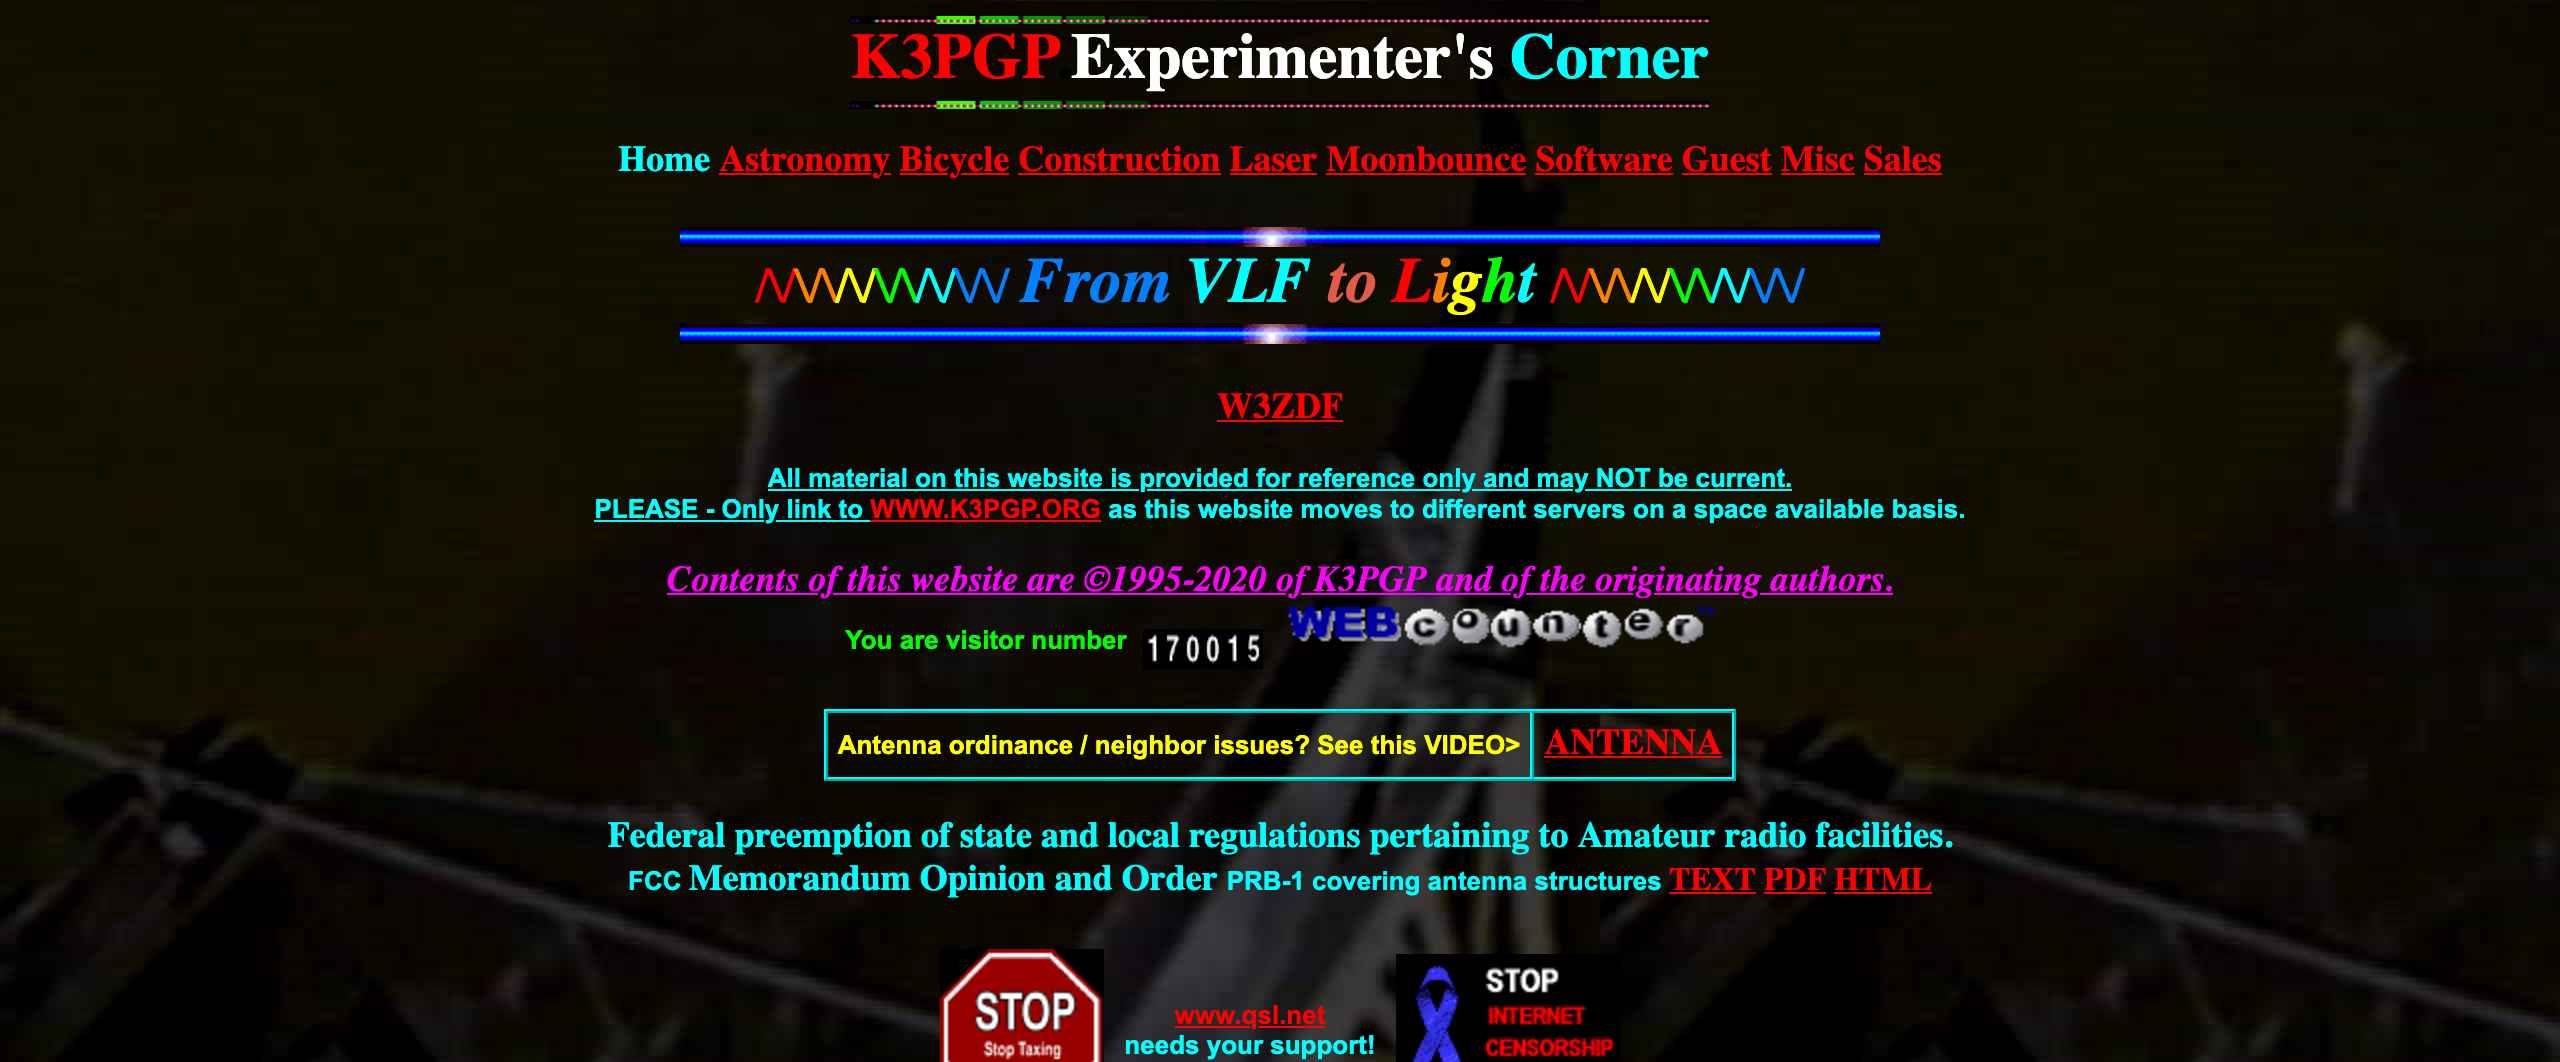 K3PGP Experimenter's Corner
Home Astronomy Bicycle Construction Laser Moonbounce Software Guest Misc Sales
/\/\/\/\/\/\/\/ From VLF to Light /\/\/\/\/\/\/\/
W3ZDF
All material on this website is provided for reference only and may NOT be current.
PLEASE - Only link to WWW.K3PGP.ORG as this website moves to different servers on a space available basis.
Contents of this website are ©1995-2020 of K3PGP and of the originating authors.
You are visitor number 170015 WEB counter™
Antenna ordinance / neighbor issues? See this VIDEO> ANTENNA
Federal preemption of state and local regulations pertaining to Amateur radio facilities.
FCC Memorandum Opinion and Order PRB-1 covering antenna structures TEXT PDF HTML
STOP
Stop Taxing
www.qsl.net
needs your support!
STOP
INTERNET
CENSORSHIP